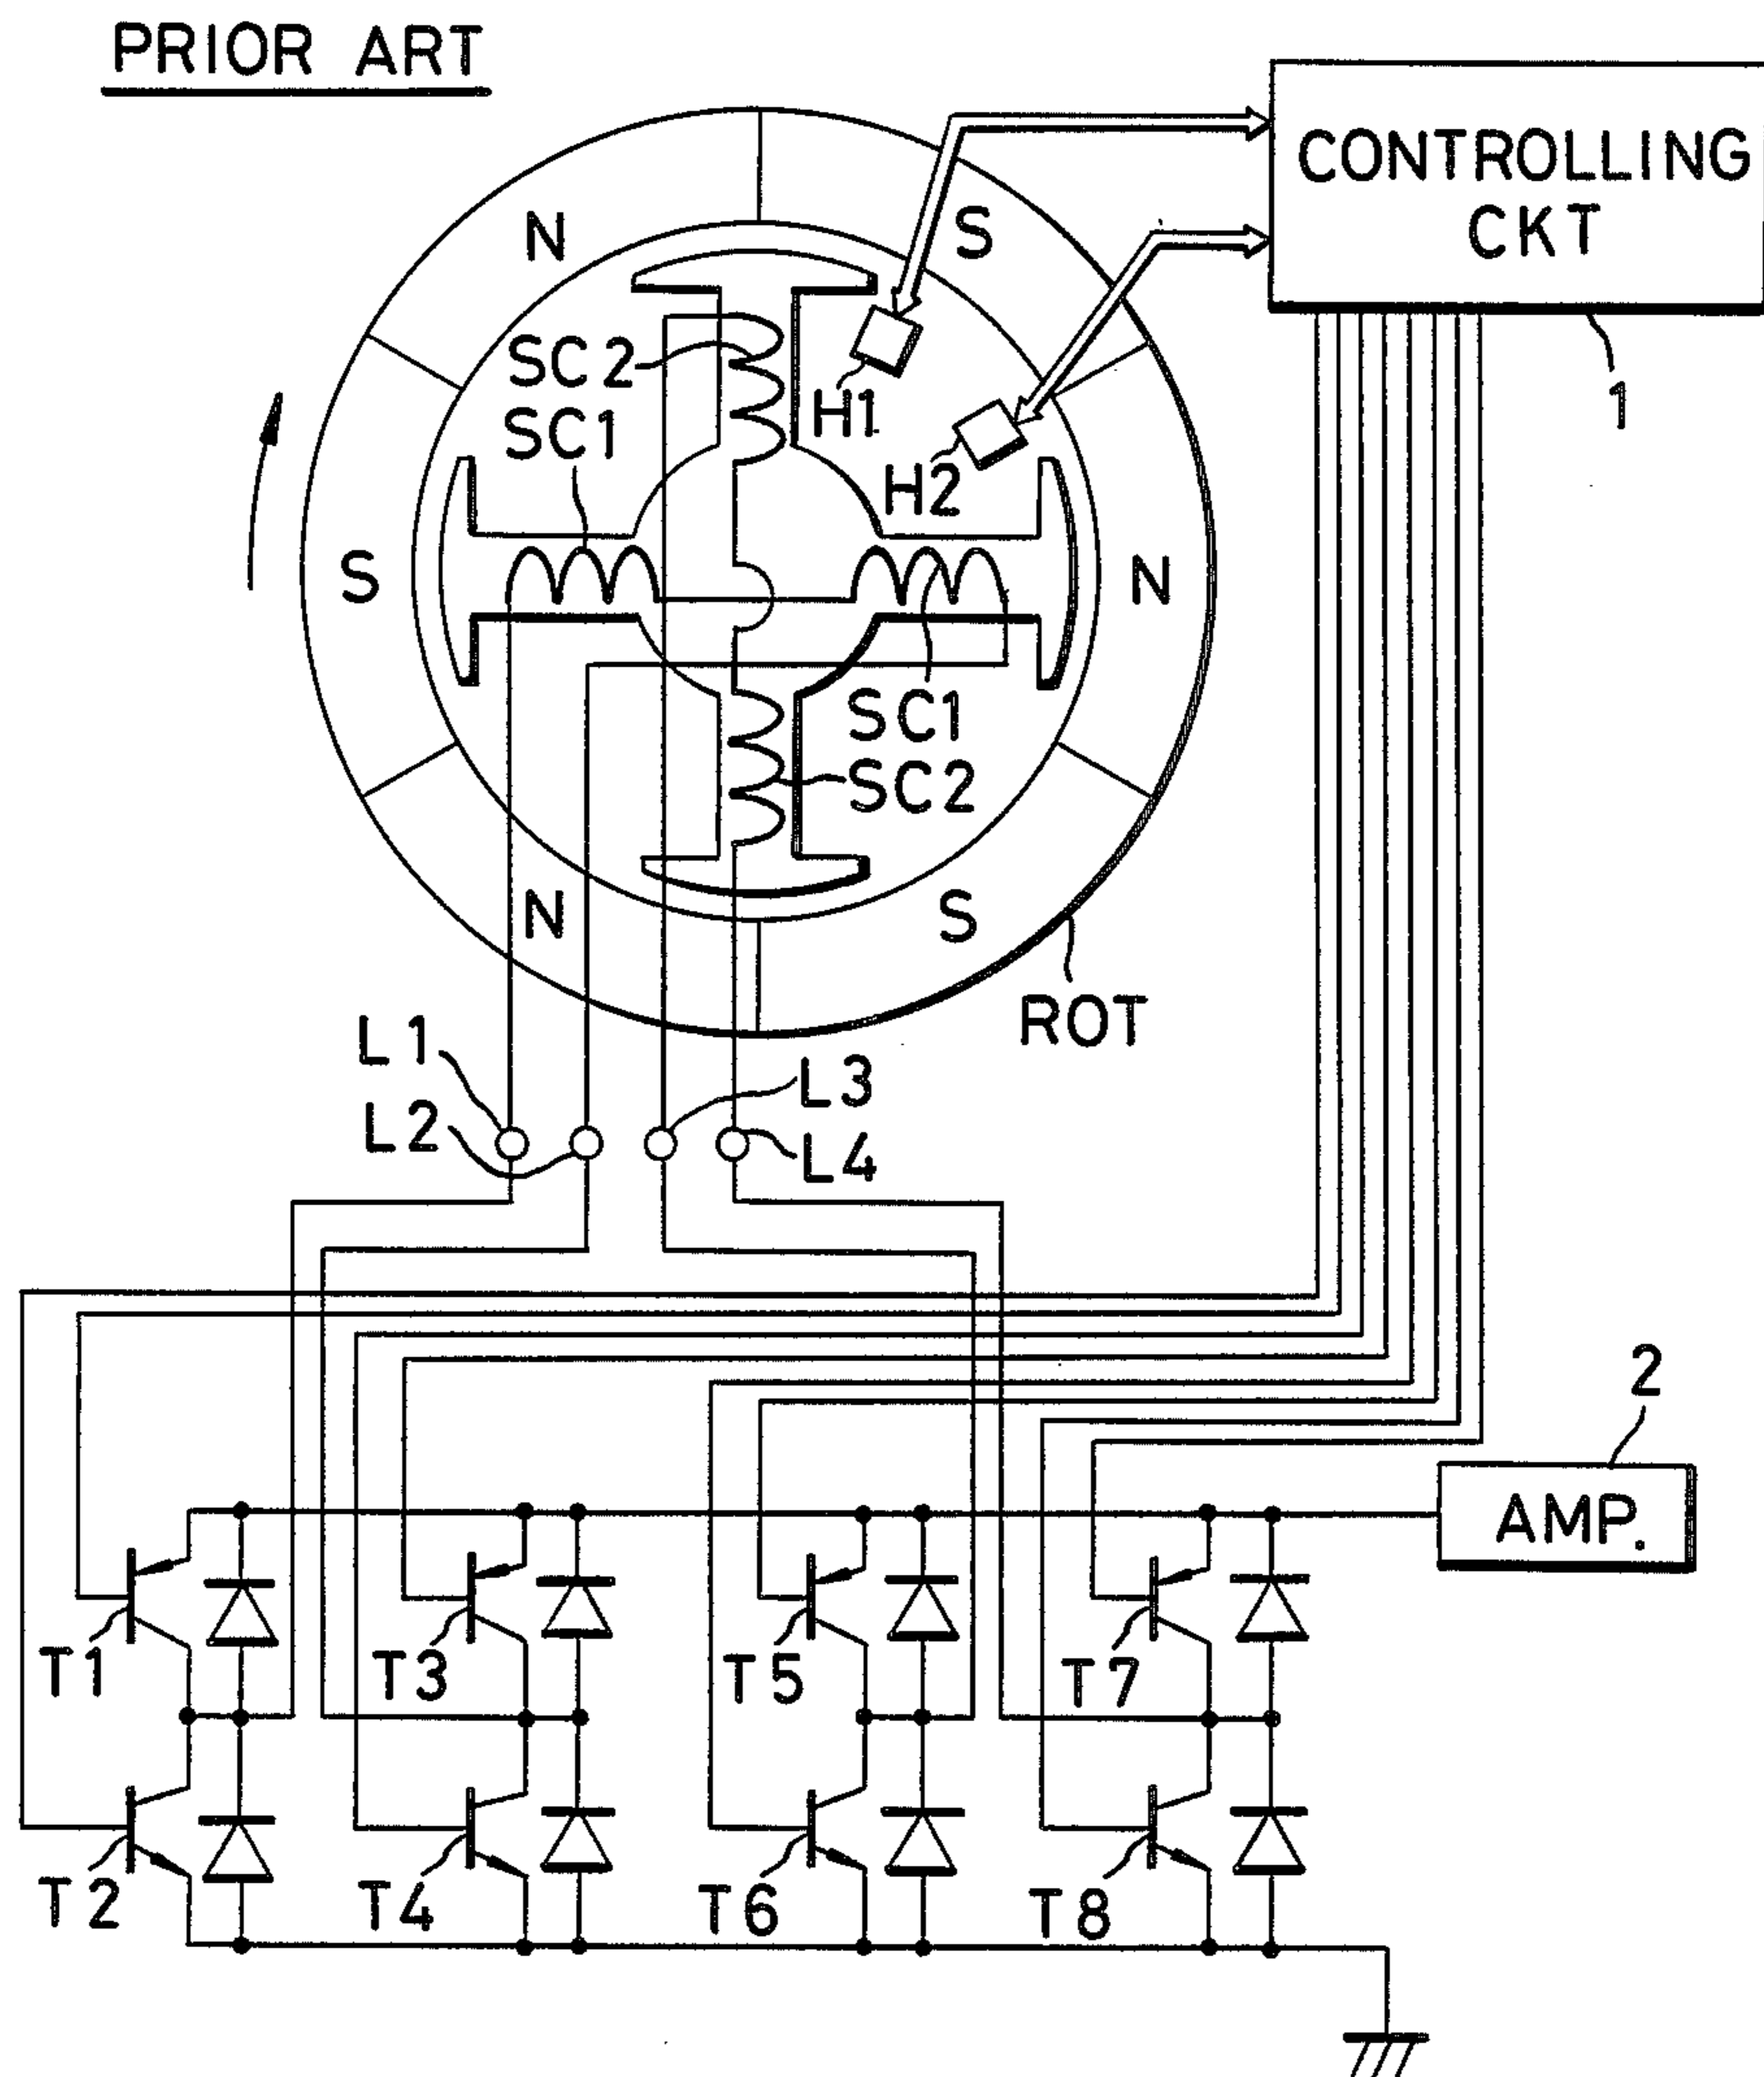 PRIOR ART
CONTROLLING
CKT
1
N
S
SC2
SC1
H1
H2
S
N
SC1
SC2
N
S
ROT
L1
L2
L3
L4
2
AMP.
T1
T3
T5
T7
T2
T4
T6
T8